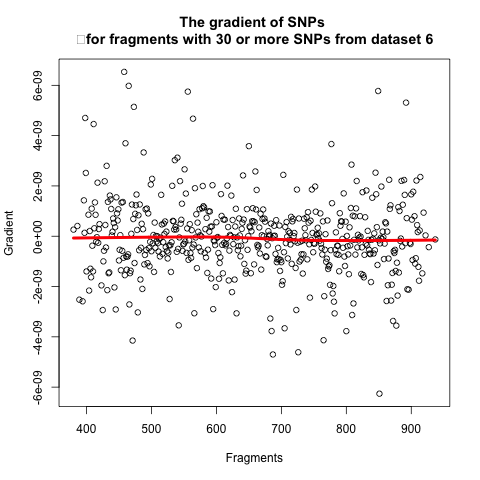 The gradient of SNPs
□for fragments with 30 or more SNPs from dataset 6
6e-09
4e-09
2e-09
0e+00
-2e-09
-4e-09
-6e-09
Gradient
400 500 600 700 800 900
Fragments